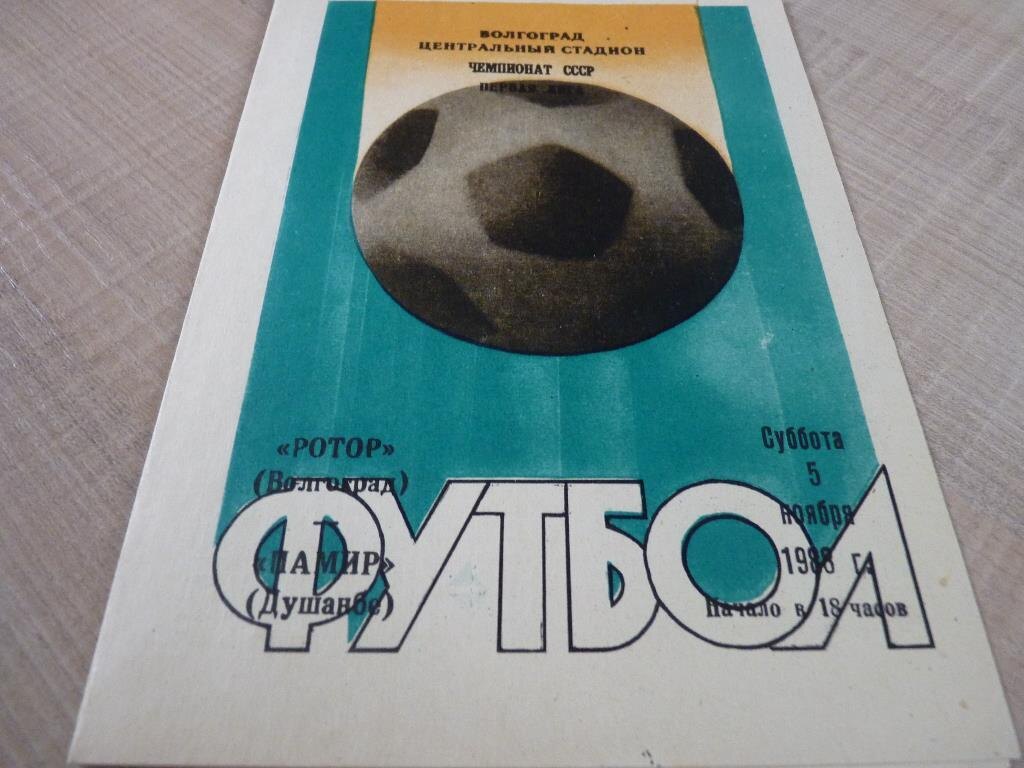 ВОЛГОГРАД
ЦЕНТРАЛЬНЫЙ СТАДИОН
ЧЕМПИОНАТ СССР
ПЕРВАЯ ЛИГА
«РОТОР»
(Волгоград)
—
«ПАМИР»
(Душанбе)
Суббота
5
ноября
1988 г.
Начало в 18 часов
ФУТБОЛ